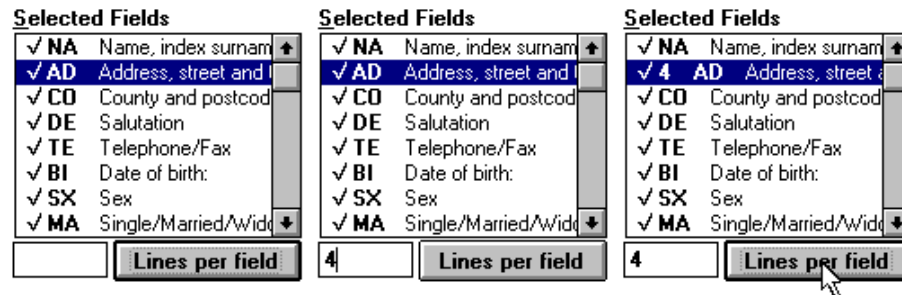 Selected Fields
√ NA Name, index surnam
√ AD Address, street and
√ CO County and postcod
√ DE Salutation
√ TE Telephone/Fax
√ BI Date of birth:
√ SX Sex
√ MA Single/Married/Wido
Lines per field
Selected Fields
√ NA Name, index surnam
√ AD Address, street and
√ CO County and postcod
√ DE Salutation
√ TE Telephone/Fax
√ BI Date of birth:
√ SX Sex
√ MA Single/Married/Wido
4 Lines per field
Selected Fields
√ NA Name, index surnam
√ 4 AD Address, street
√ CO County and postcod
√ DE Salutation
√ TE Telephone/Fax
√ BI Date of birth:
√ SX Sex
√ MA Single/Married/Wido
4 Lines per field